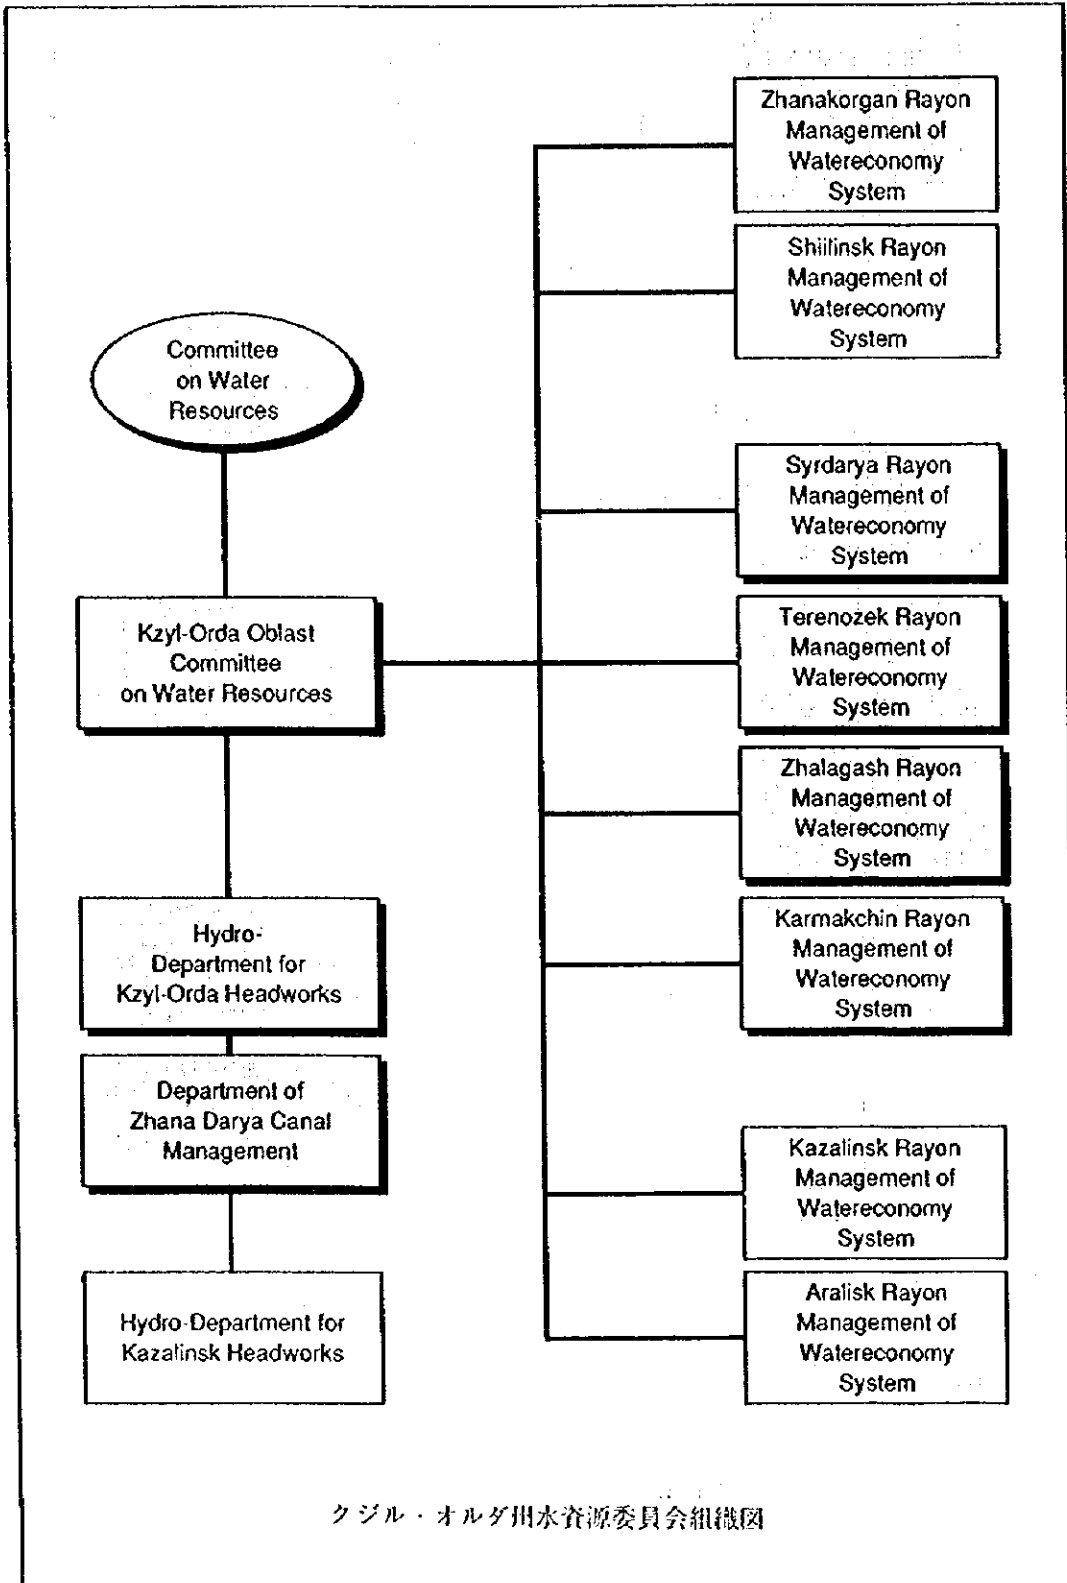 Zhanakorgan Rayon
Management of
Watereconomy
System
Shiilinsk Rayon
Management of
Watereconomy
System
Committee
on Water
Resources
Syrdarya Rayon
Management of
Watereconomy
System
Kzyl-Orda Oblast
Committee
on Water Resources
Terenozek Rayon
Management of
Watereconomy
System
Zhalagash Rayon
Management of
Watereconomy
System
Hydro-
Department for
Kzyl-Orda Headworks
Karmakchin Rayon
Management of
Watereconomy
System
Department of
Zhana Darya Canal
Management
Kazalinsk Rayon
Management of
Watereconomy
System
Hydro-Department for
Kazalinsk Headworks
Aralisk Rayon
Management of
Watereconomy
System
クジル・オルダ州水資源委員会組織図